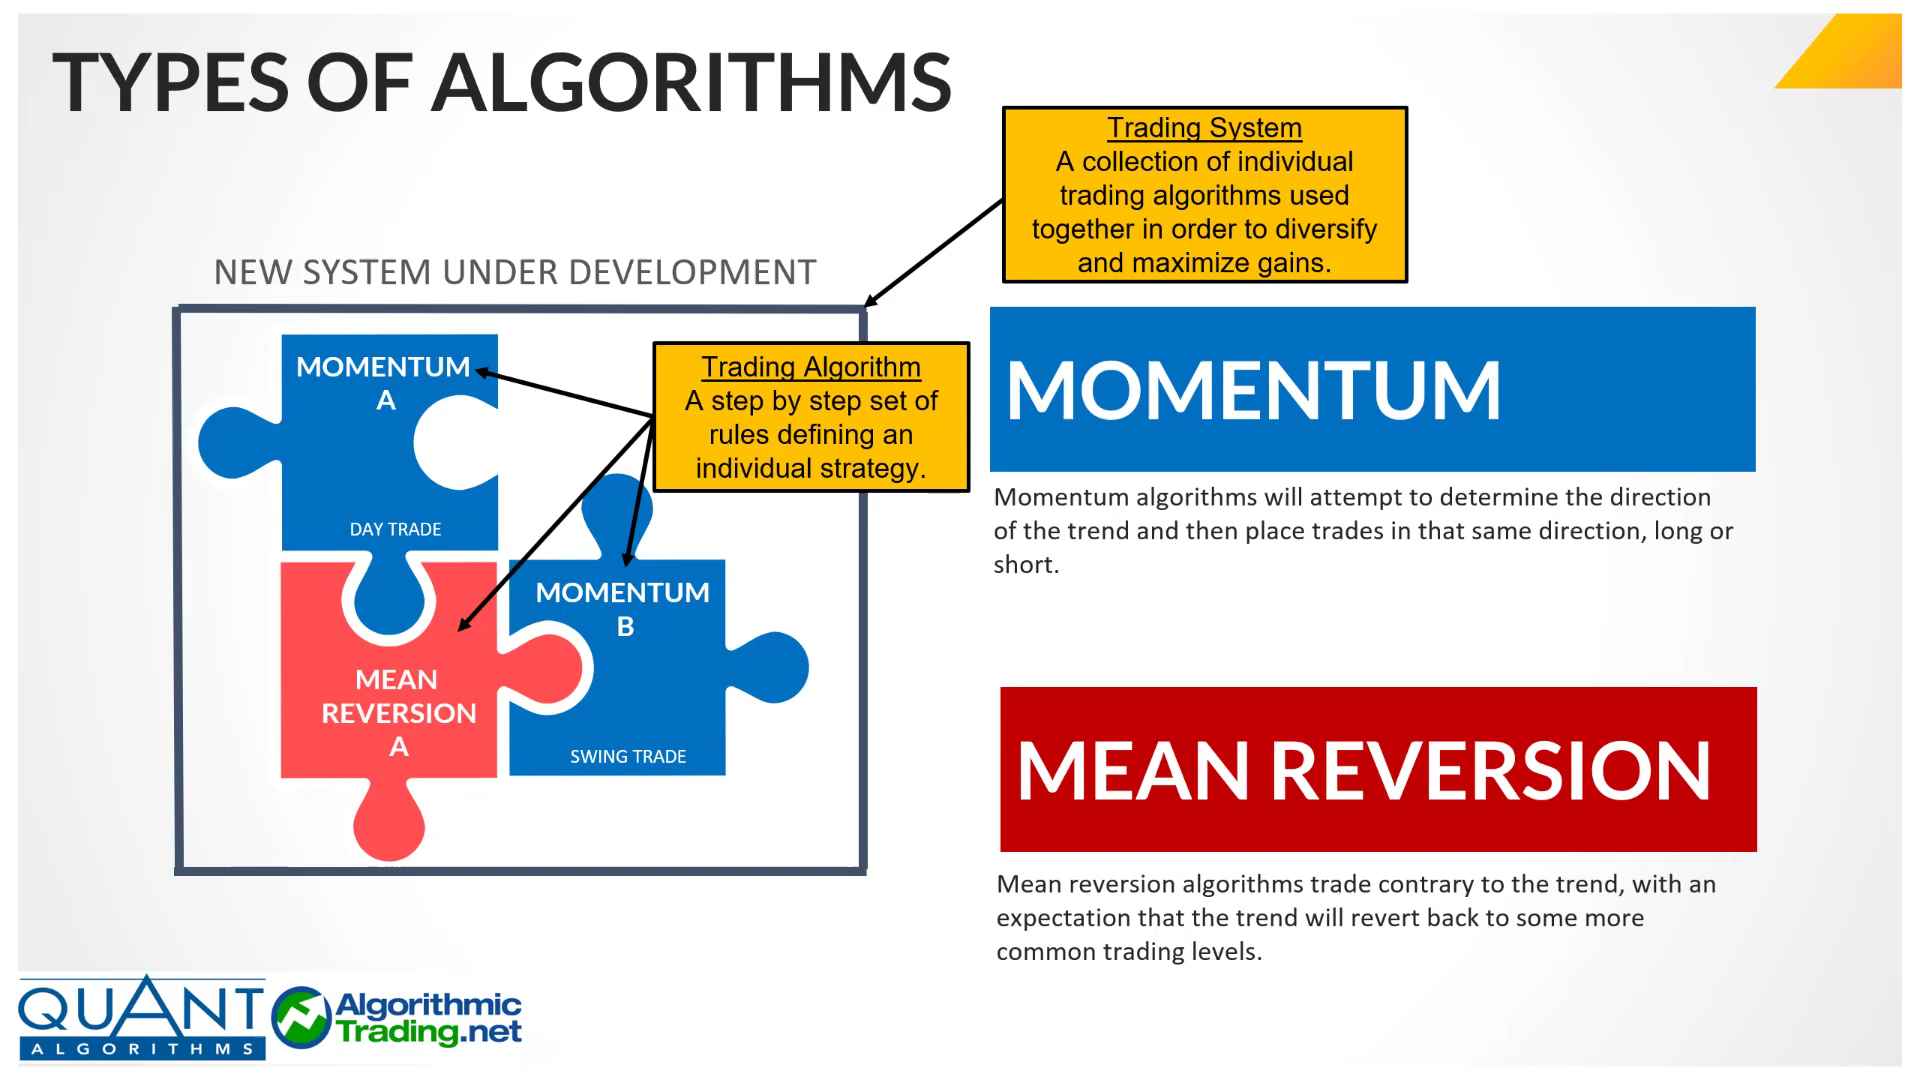 TYPES OF ALGORITHMS
Trading System
A collection of individual
trading algorithms used
together in order to diversify
and maximize gains.
NEW SYSTEM UNDER DEVELOPMENT
MOMENTUM
A
DAY TRADE
Trading Algorithm
A step by step set of
rules defining an
individual strategy.
MOMENTUM
B
SWING TRADE
MEAN
REVERSION
A
MOMENTUM
Momentum algorithms will attempt to determine the direction
of the trend and then place trades in that same direction, long or
short.
MEAN REVERSION
Mean reversion algorithms trade contrary to the trend, with an
expectation that the trend will revert back to some more
common trading levels.
QUANT
ALGORITHMS
Algorithmic
Trading.net